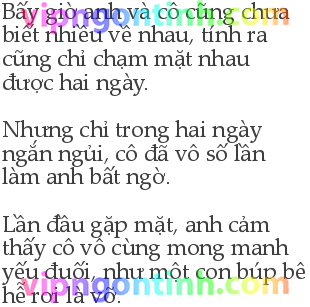 Bấy giờ anh và cô cũng chưa
biết nhiều về nhau, tính ra
cũng chỉ chạm mặt nhau
được hai ngày.
Nhưng chỉ trong hai ngày
ngắn ngủi, cô đã vô số lần
làm anh bất ngờ.
Lần đầu gặp mặt, anh cảm
thấy cô vô cùng mong manh
yếu đuối, như một con búp bê
hễ rơi là vỡ.
vipngontinh.com
vipngontinh.com